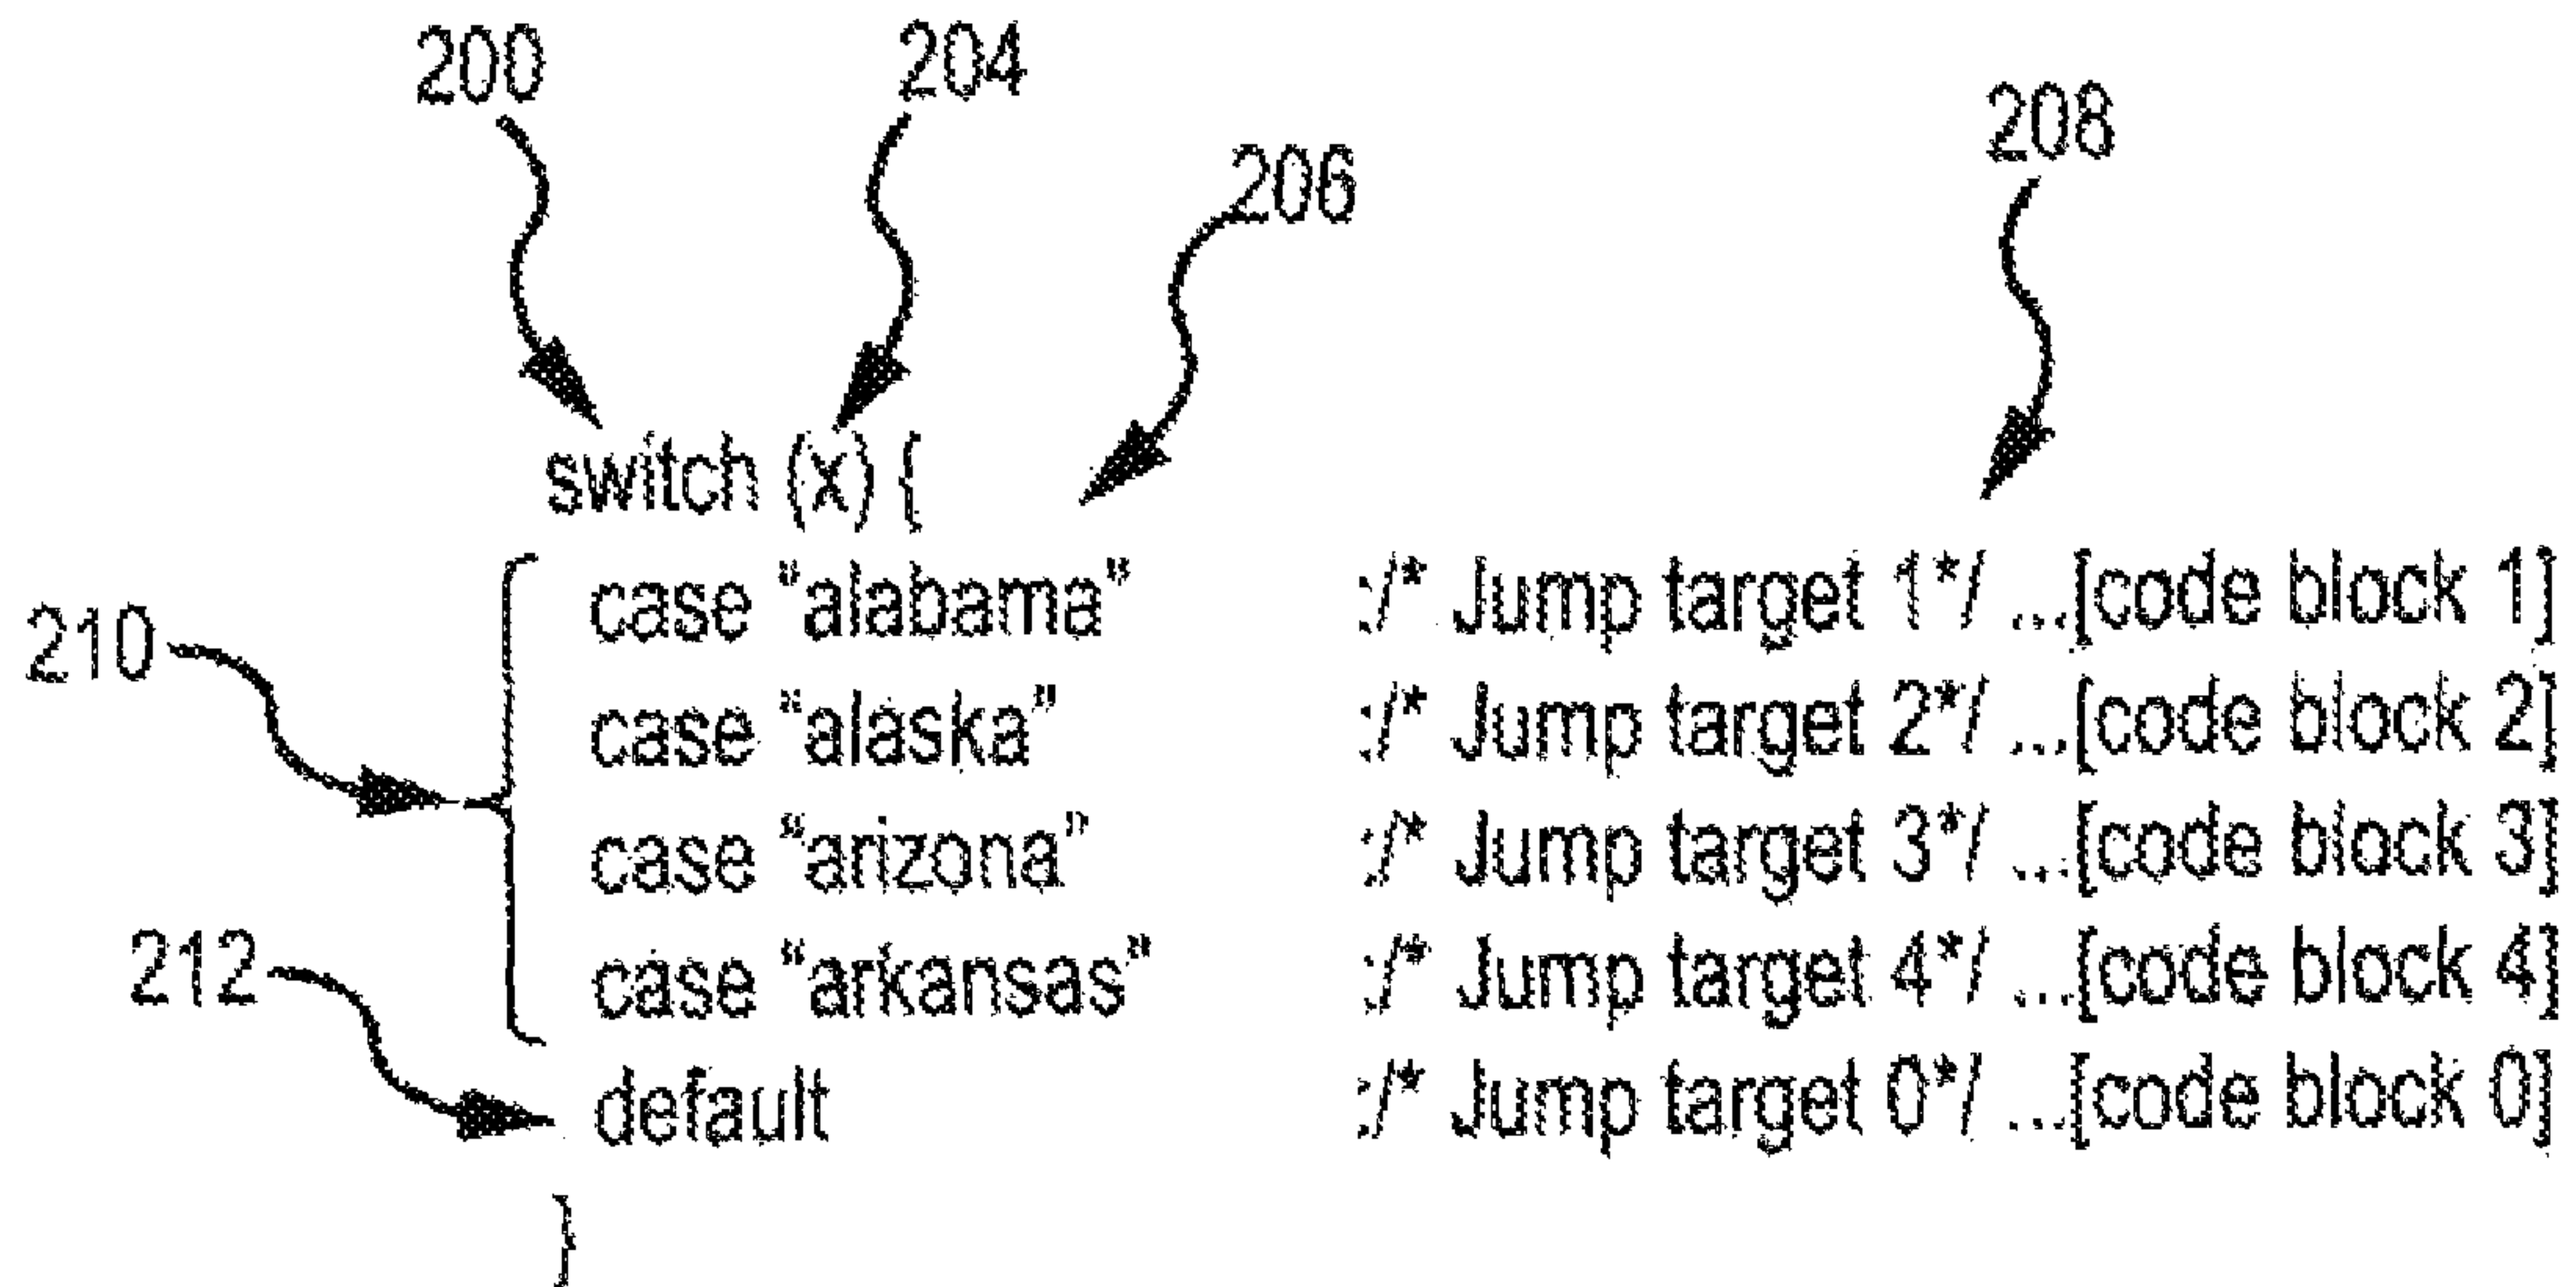 200 204
206 208
switch (x) {
210 case "alabama" :/* Jump target 1*/ ...[code block 1]
case "alaska" :/* Jump target 2*/ ...[code block 2]
case "arizona" :/* Jump target 3*/ ...[code block 3]
212 case "arkansas" :/* Jump target 4*/ ...[code block 4]
default :/* Jump target 0*/ ...[code block 0]
}